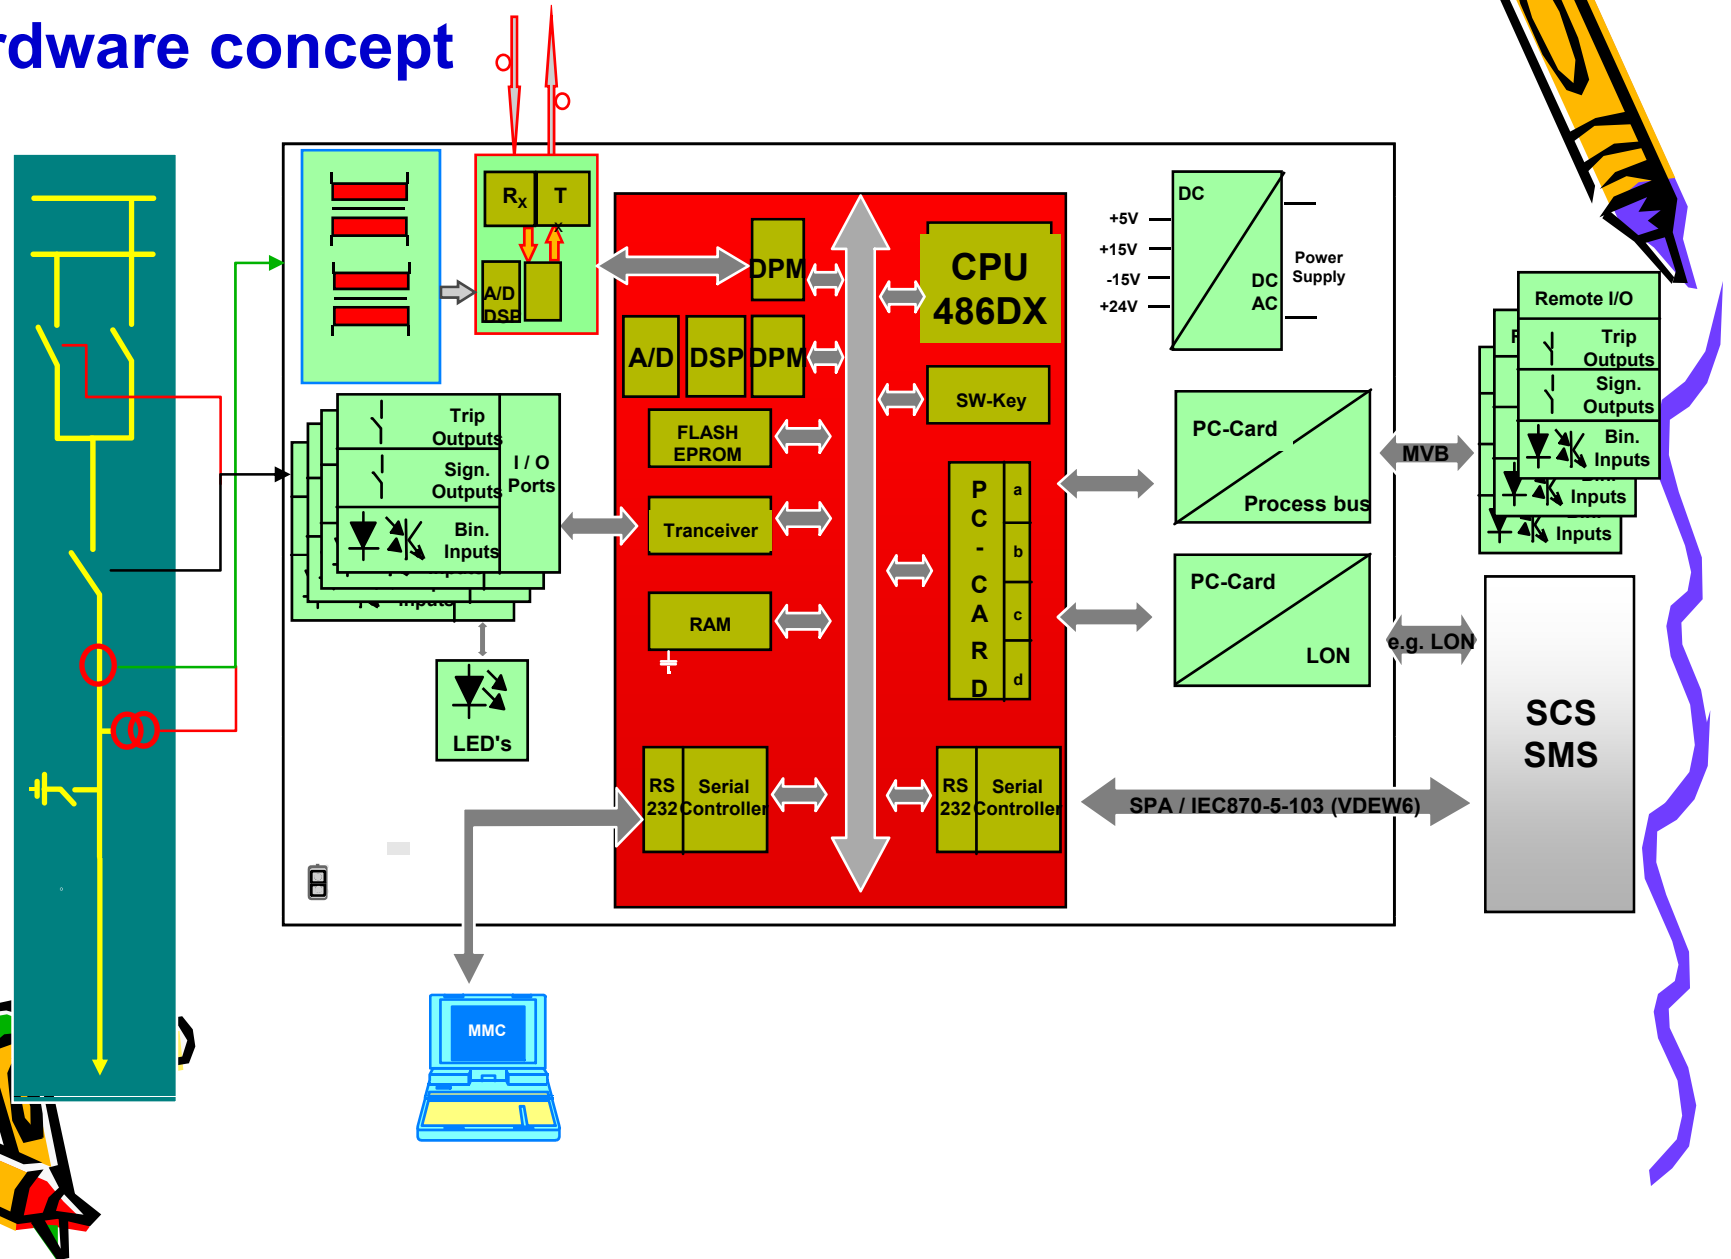 rdware concept
Rx
Tx
A/D
DSP
DPM
CPU
486DX
A/D
DSP
DPM
SW-Key
FLASH
EPROM
Tranceiver
RAM
P
C
-
C
A
R
D
a
b
c
d
RS
232
Serial
Controller
RS
232
Serial
Controller
Trip
Outputs
Sign.
Outputs
Bin.
Inputs
I / O
Ports
Inputs
LED's
DC
DC
AC
+5V
+15V
-15V
+24V
Power
Supply
PC-Card
Process bus
PC-Card
LON
MVB
e.g. LON
SPA / IEC870-5-103 (VDEW6)
Remote I/O
Trip
Outputs
Sign.
Outputs
Bin.
Inputs
Inputs
Inputs
SCS
SMS
MMC